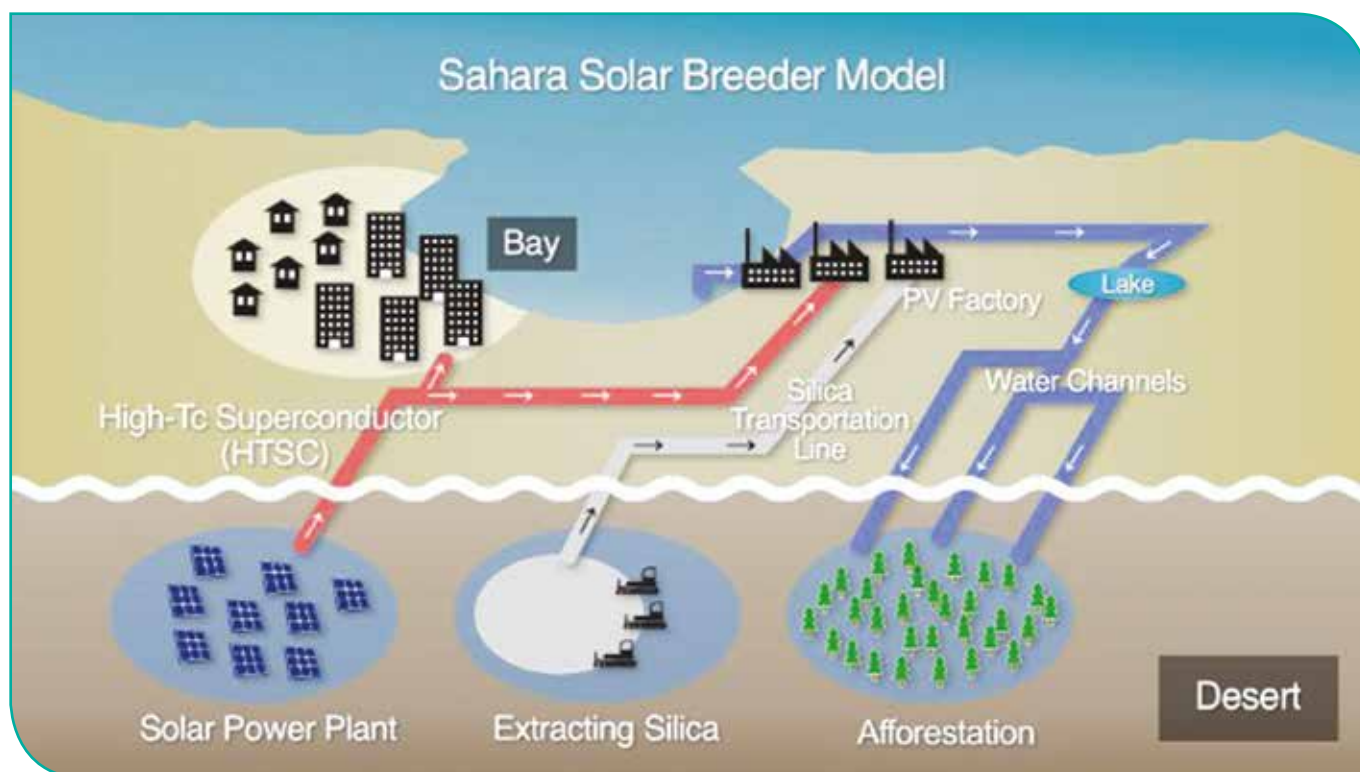 Sahara Solar Breeder Model
Bay
PV Factory
Lake
Water Channels
Silica
Transportation
Line
High-Tc Superconductor
(HTSC)
Solar Power Plant
Extracting Silica
Afforestation
Desert